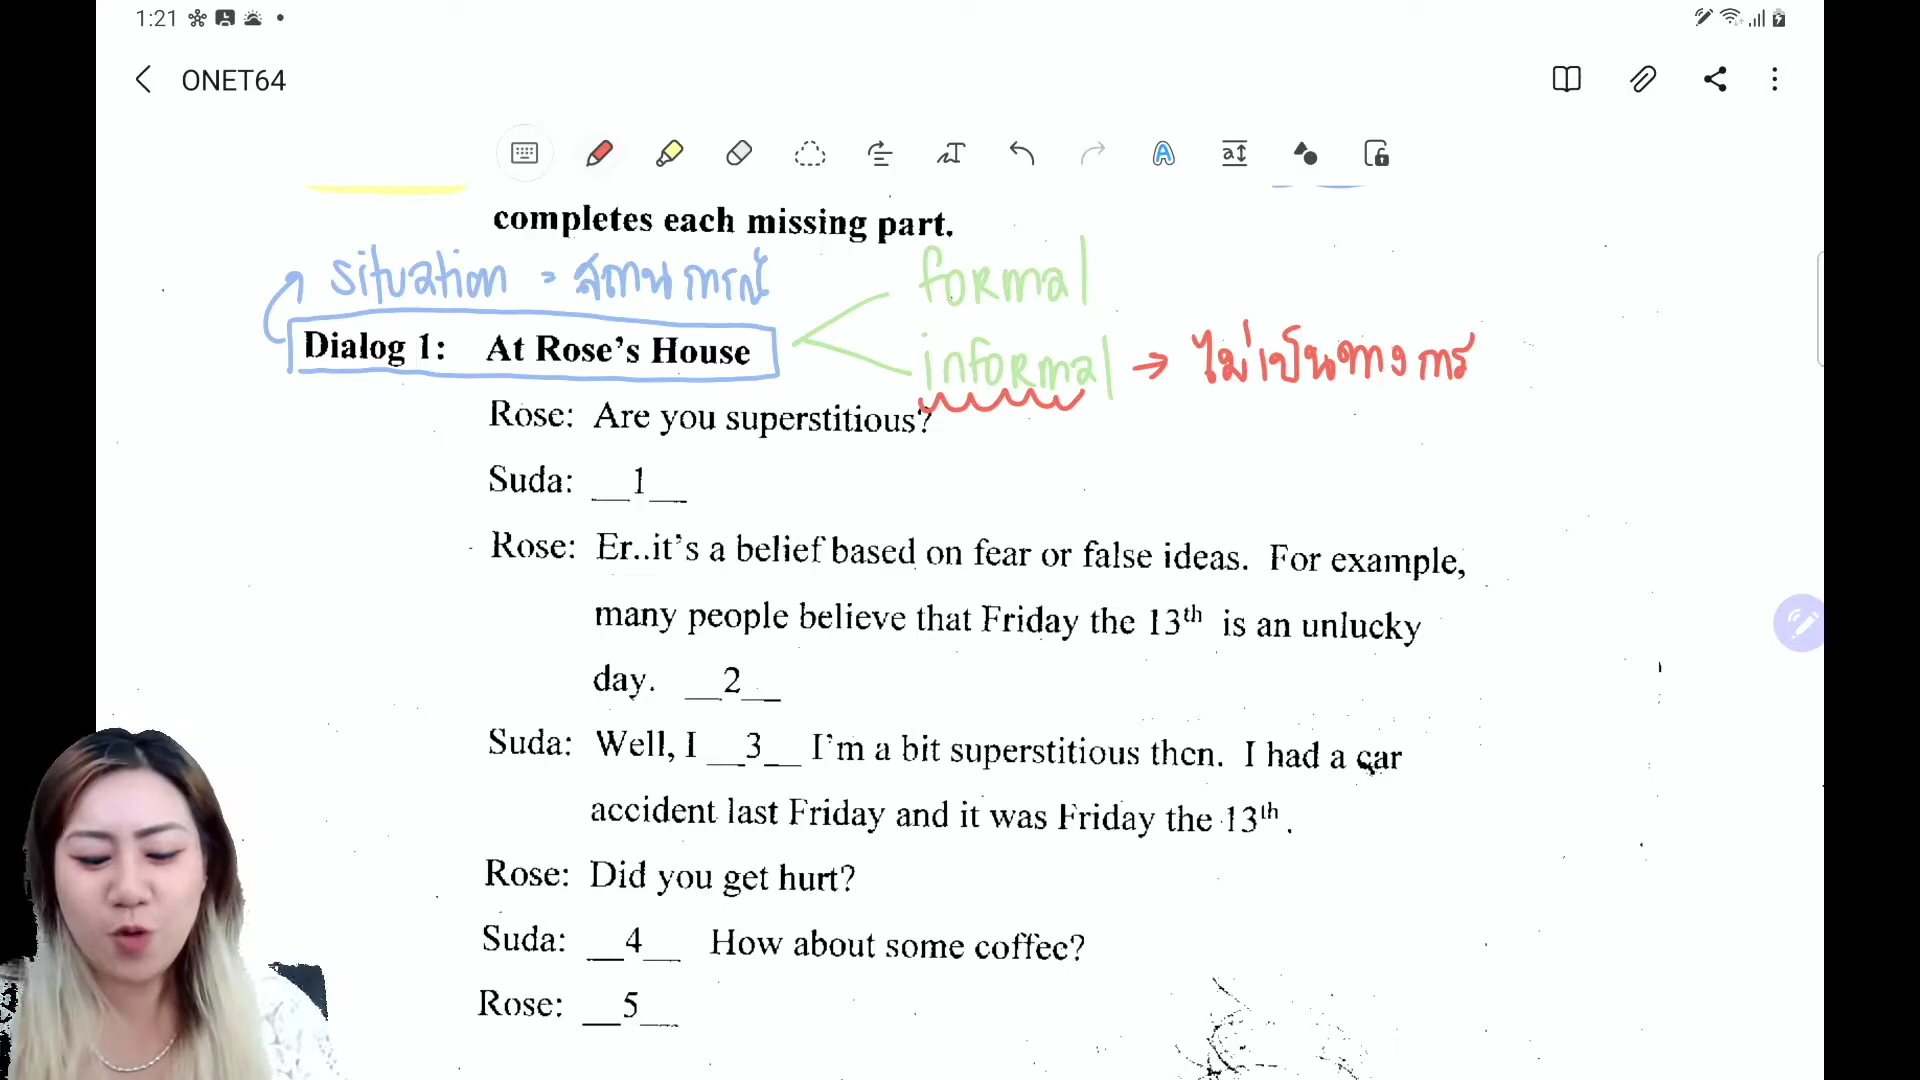 1:21
ONET64
completes each missing part.
situation = สถานการณ์
formal
Dialog 1: At Rose's House
informal → ไม่เป็นทางการ
Rose: Are you superstitious?
Suda: __1__
Rose: Er..it's a belief based on fear or false ideas. For example,
many people believe that Friday the 13th is an unlucky
day. __2__
Suda: Well, I __3__ I'm a bit superstitious then. I had a car
accident last Friday and it was Friday the 13th.
Rose: Did you get hurt?
Suda: __4__ How about some coffee?
Rose: __5__